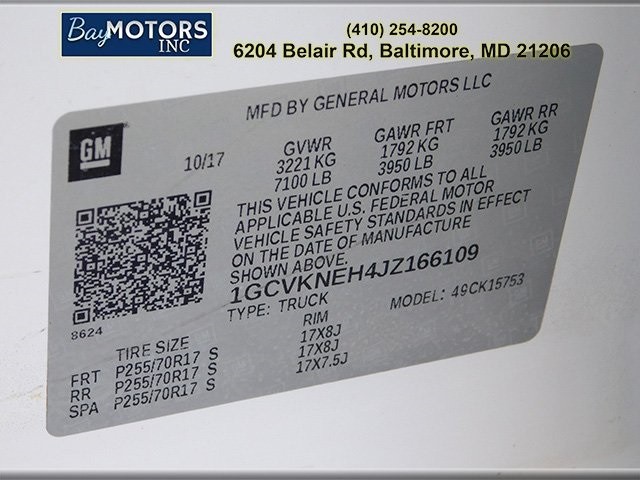 BayMOTORS
INC
(410) 254-8200
6204 Belair Rd, Baltimore, MD 21206
MFD BY GENERAL MOTORS LLC
GM
10/17
GVWR GAWR FRT GAWR RR
3221 KG 1792 KG 1792 KG
7100 LB 3950 LB 3950 LB
THIS VEHICLE CONFORMS TO ALL
APPLICABLE U.S. FEDERAL MOTOR
VEHICLE SAFETY STANDARDS IN EFFECT
ON THE DATE OF MANUFACTURE
SHOWN ABOVE.
1GCVKNEH4JZ166109
TYPE: TRUCK MODEL: 49CK15753
8624
TIRE SIZE RIM
FRT P255/70R17 S 17X8J
RR P255/70R17 S 17X8J
SPA P255/70R17 S 17X7.5J